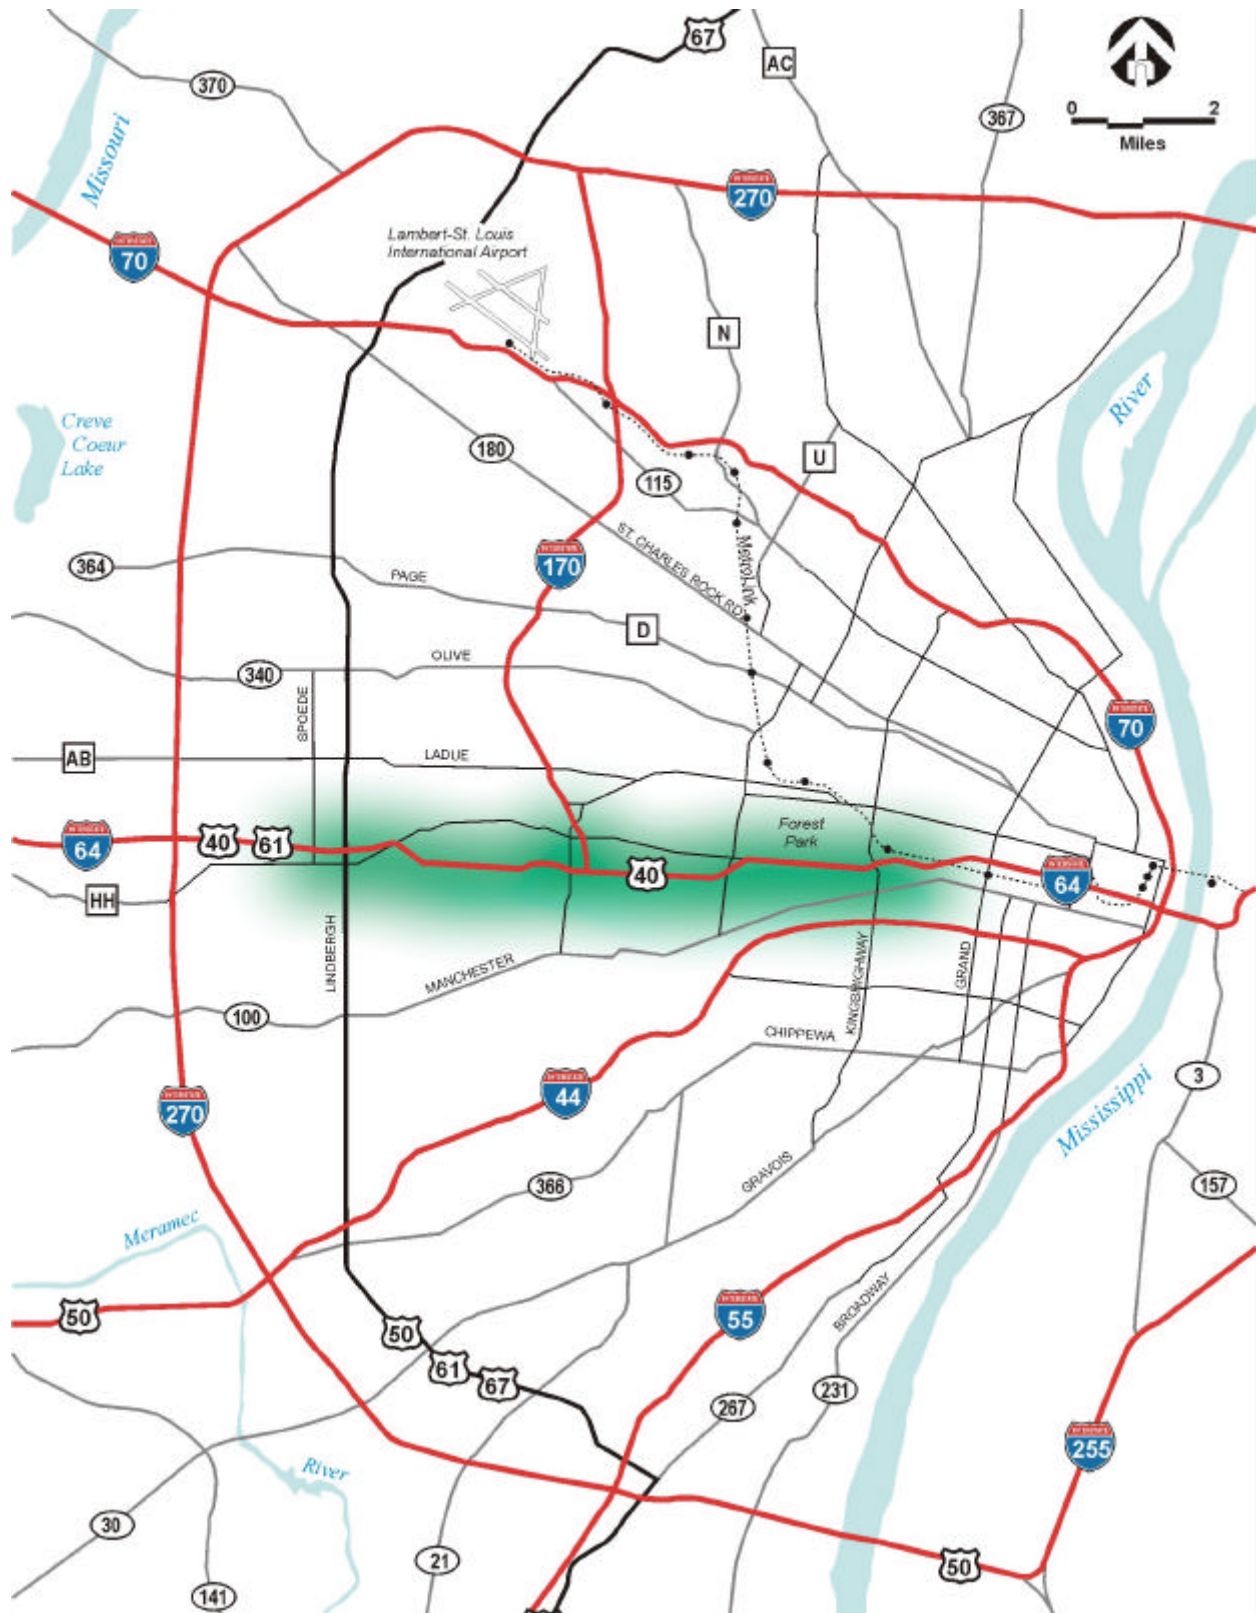 67
AC
370
367
0 2
Miles
Missouri
270
Lambert-St. Louis
International Airport
70
N
River
Creve
Coeur
Lake
180
U
115
ST. CHARLES ROCK RD.
MetroLink
364
PAGE
170
D
OLIVE
340
SPOEDE
70
AB
LADUE
Forest
Park
64
40
61
40
64
HH
LINDBERGH
MANCHESTER
KINGSHIGHWAY
GRAND
100
CHIPPEWA
3
44
270
Mississippi
366
GRAVOIS
157
Meramec
50
55
BROADWAY
50
61
67
231
267
255
River
30
21
50
141